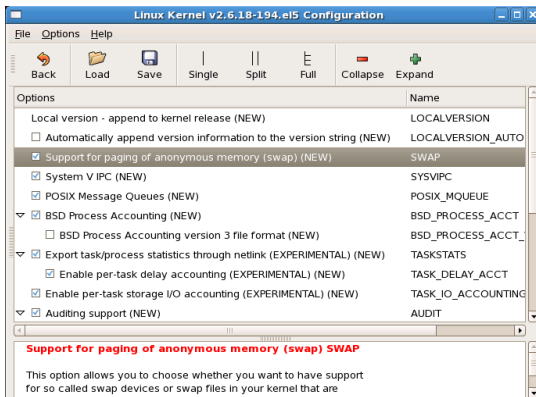 Linux Kernel v2.6.18-194.el5 Configuration
File Options Help
Back Load Save Single Split Full Collapse Expand
Options Name
Local version - append to kernel release (NEW) LOCALVERSION
Automatically append version information to the version string (NEW) LOCALVERSION_AUTO
Support for paging of anonymous memory (swap) (NEW) SWAP
System V IPC (NEW) SYSVIPC
POSIX Message Queues (NEW) POSIX_MQUEUE
BSD Process Accounting (NEW) BSD_PROCESS_ACCT
BSD Process Accounting version 3 file format (NEW) BSD_PROCESS_ACCT_
Export task/process statistics through netlink (EXPERIMENTAL) (NEW) TASKSTATS
Enable per-task delay accounting (EXPERIMENTAL) (NEW) TASK_DELAY_ACCT
Enable per-task storage I/O accounting (EXPERIMENTAL) (NEW) TASK_IO_ACCOUNTING
Auditing support (NEW) AUDIT
Support for paging of anonymous memory (swap) SWAP
This option allows you to choose whether you want to have support
for so called swap devices or swap files in your kernel that are